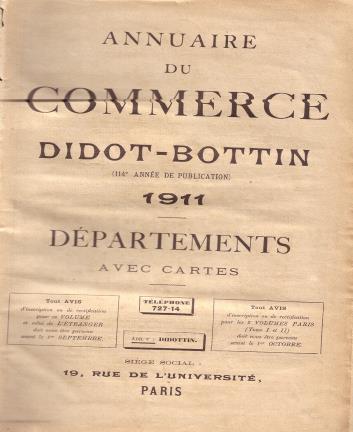 ANNUAIRE
DU
COMMERCE
DIDOT-BOTTIN
(114e ANNÉE DE PUBLICATION)
1911
DÉPARTEMENTS
AVEC CARTES
Tout AVIS
d'inscription ou de rectification
pour ce VOLUME
et celui de L'ÉTRANGER
doit nous être parvenu
avant le 1er SEPTEMBRE.
TÉLÉPHONE
727-14
ADR. T' : DIDOTTIN.
Tout AVIS
d'inscription ou de rectification
pour les 2 VOLUMES PARIS
(Tome I et II)
doit nous être parvenu
avant le 1er OCTOBRE.
SIÈGE SOCIAL :
19, RUE DE L'UNIVERSITÉ,
PARIS